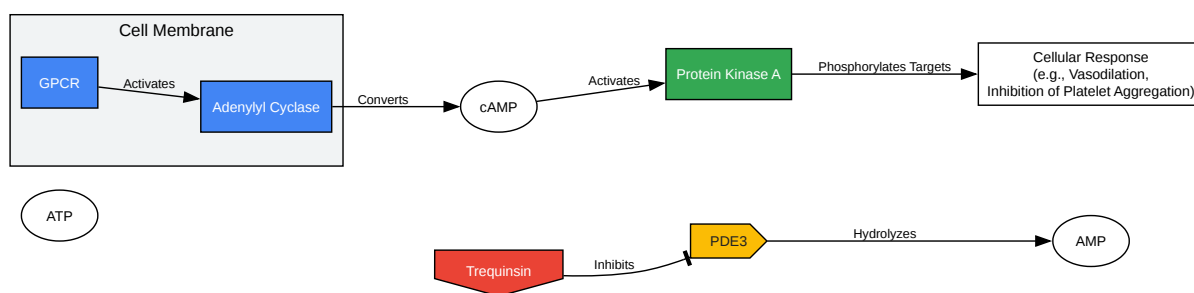 Cell Membrane
GPCR
Activates
Adenylyl Cyclase
Converts
cAMP
Activates
Protein Kinase A
Phosphorylates Targets
Cellular Response
(e.g., Vasodilation,
Inhibition of Platelet Aggregation)
ATP
Trequinsin
Inhibits
PDE3
Hydrolyzes
AMP